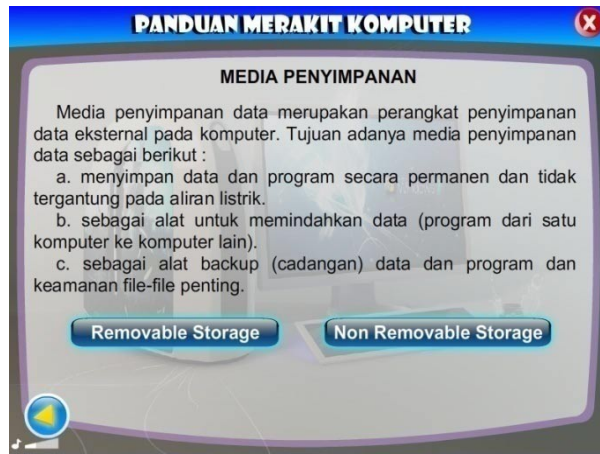 PANDUAN MERAKIT KOMPUTER
X
MEDIA PENYIMPANAN
Media penyimpanan data merupakan perangkat penyimpanan
data eksternal pada komputer. Tujuan adanya media penyimpanan
data sebagai berikut :
a. menyimpan data dan program secara permanen dan tidak
tergantung pada aliran listrik.
b. sebagai alat untuk memindahkan data (program dari satu
komputer ke komputer lain).
c. sebagai alat backup (cadangan) data dan program dan
keamanan file-file penting.
Removable Storage
Non Removable Storage